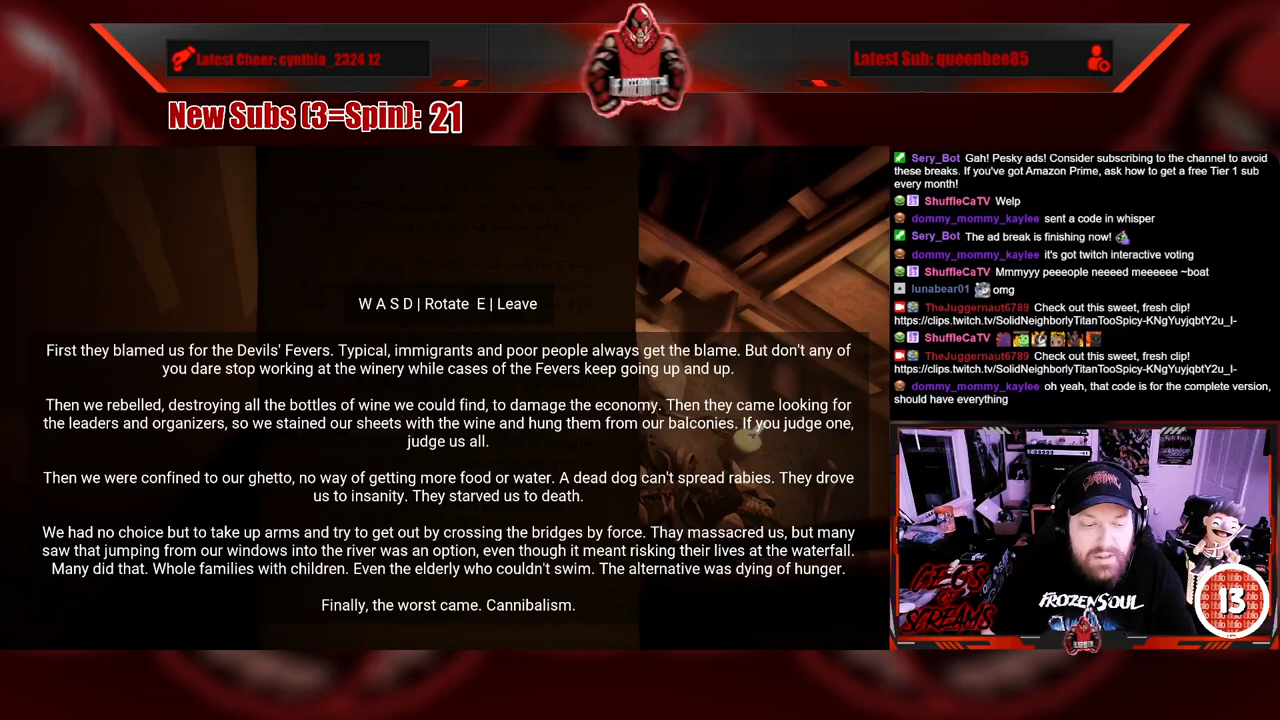 Latest Cheer: cynthia_2324 12
Latest Sub: queenbee85
New Subs (3=Spin): 21
W A S D | Rotate E | Leave
First they blamed us for the Devils' Fevers. Typical, immigrants and poor people always get the blame. But don't any of
you dare stop working at the winery while cases of the Fevers keep going up and up.
Then we rebelled, destroying all the bottles of wine we could find, to damage the economy. Then they came looking for
the leaders and organizers, so we stained our sheets with the wine and hung them from our balconies. If you judge one,
judge us all.
Then we were confined to our ghetto, no way of getting more food or water. A dead dog can't spread rabies. They drove
us to insanity. They starved us to death.
We had no choice but to take up arms and try to get out by crossing the bridges by force. Thay massacred us, but many
saw that jumping from our windows into the river was an option, even though it meant risking their lives at the waterfall.
Many did that. Whole families with children. Even the elderly who couldn't swim. The alternative was dying of hunger.
Finally, the worst came. Cannibalism.
Sery_Bot Gah! Pesky ads! Consider subscribing to the channel to avoid
these breaks. If you've got Amazon Prime, ask how to get a free Tier 1 sub
every month!
ShuffleCaTV Welp
dommy_mommy_kaylee sent a code in whisper
Sery_Bot The ad break is finishing now!
dommy_mommy_kaylee it's got twitch interactive voting
ShuffleCaTV Mmmyyy peeeople neeeed meeeeee ~boat
lunabear01 omg
TheJuggernaut6789 Check out this sweet, fresh clip!
https://clips.twitch.tv/SolidNeighborlyTitanTooSpicy-KNgYuyjqbtY2u_l-
ShuffleCaTV
TheJuggernaut6789 Check out this sweet, fresh clip!
https://clips.twitch.tv/SolidNeighborlyTitanTooSpicy-KNgYuyjqbtY2u_l-
dommy_mommy_kaylee oh yeah, that code is for the complete version,
should have everything
GEEKS
OF
SCREAMS
FROZEN SOUL
13